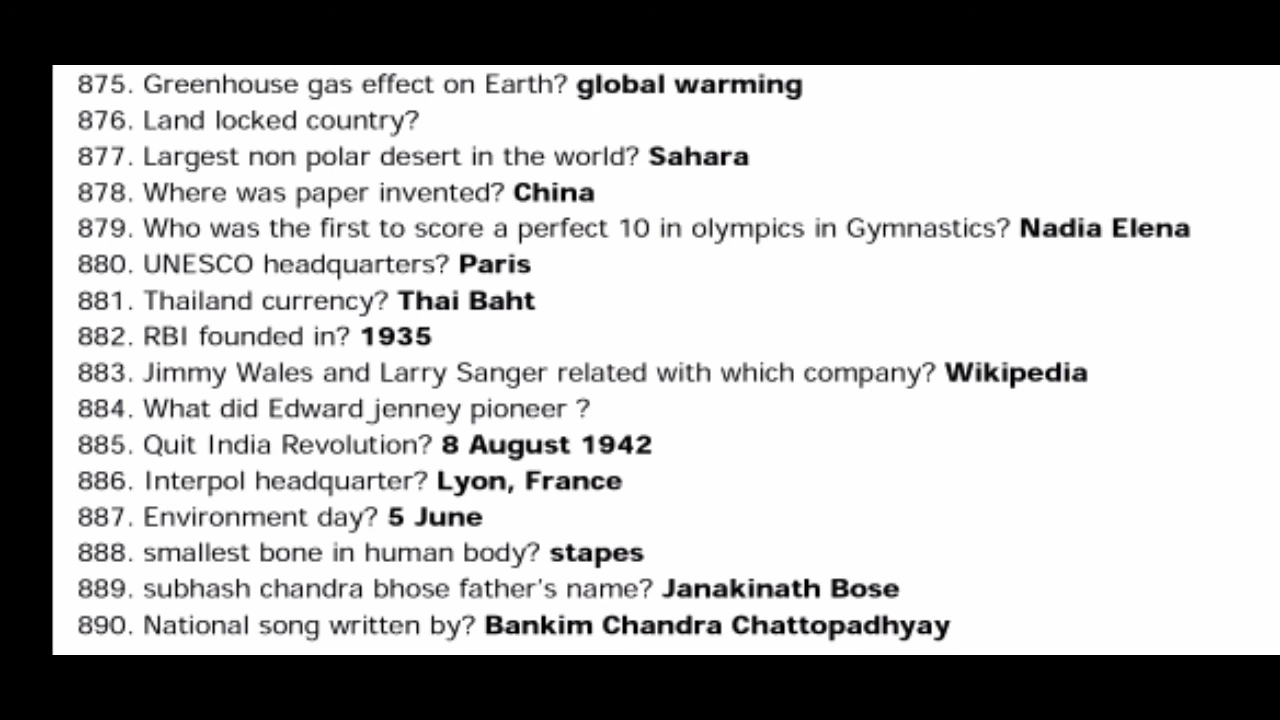 875. Greenhouse gas effect on Earth? global warming
876. Land locked country?
877. Largest non polar desert in the world? Sahara
878. Where was paper invented? China
879. Who was the first to score a perfect 10 in olympics in Gymnastics? Nadia Elena
880. UNESCO headquarters? Paris
881. Thailand currency? Thai Baht
882. RBI founded in? 1935
883. Jimmy Wales and Larry Sanger related with which company? Wikipedia
884. What did Edward jenney pioneer ?
885. Quit India Revolution? 8 August 1942
886. Interpol headquarter? Lyon, France
887. Environment day? 5 June
888. smallest bone in human body? stapes
889. subhash chandra bhose father's name? Janakinath Bose
890. National song written by? Bankim Chandra Chattopadhyay